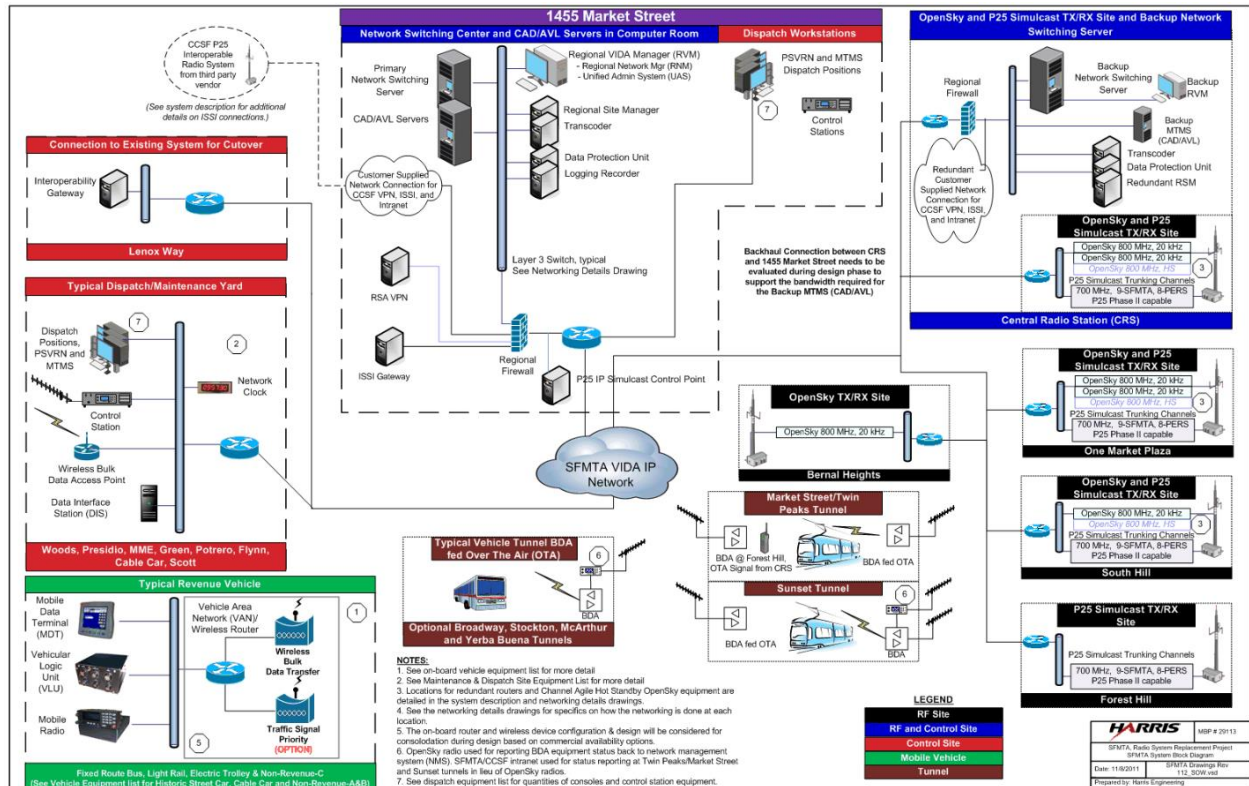 1455 Market Street
Network Switching Center and CAD/AVL Servers in Computer Room
Dispatch Workstations
CCSF P25
Interoperable
Radio System
from third party
vendor
(See system description for additional
details on ISSI connections.)
Primary
Network Switching
Server
CAD/AVL Servers
Regional VIDA Manager (RVM)
- Regional Network Mgr (RNM)
- Unified Admin System (UAS)
Regional Site Manager
Transcoder
Data Protection Unit
Logging Recorder
Customer Supplied
Network Connection for
CCSF VPN, ISSI, and
Intranet
Layer 3 Switch, typical
See Networking Details Drawing
RSA VPN
ISSI Gateway
Regional
Firewall
P25 IP Simulcast Control Point
PSVRN and MTMS
Dispatch Positions
7
Control
Stations
Backhaul Connection between CRS
and 1455 Market Street needs to be
evaluated during design phase to
support the bandwidth required for
the Backup MTMS (CAD/AVL)
OpenSky and P25 Simulcast TX/RX Site and Backup Network
Switching Server
Regional
Firewall
Backup
Network Switching
Server
Backup
RVM
Backup
MTMS
(CAD/AVL)
Transcoder
Data Protection Unit
Redundant RSM
Redundant
Customer
Supplied Network
Connection for
CCSF VPN, ISSI,
and Intranet
OpenSky and P25
Simulcast TX/RX Site
OpenSky 800 MHz, 20 kHz
OpenSky 800 MHz, 20 kHz
OpenSky 800 MHz, HS
3
P25 Simulcast Trunking Channels
700 MHz, 9-SFMTA, 8-PERS
P25 Phase II capable
Central Radio Station (CRS)
Connection to Existing System for Cutover
Interoperability
Gateway
Lenox Way
Typical Dispatch/Maintenance Yard
7
2
Dispatch
Positions,
PSVRN and
MTMS
Network
Clock
Control
Station
Wireless Bulk
Data Access Point
Data Interface
Station (DIS)
Woods, Presidio, MME, Green, Potrero, Flynn,
Cable Car, Scott
SFMTA VIDA IP
Network
OpenSky TX/RX Site
OpenSky 800 MHz, 20 kHz
Bernal Heights
OpenSky and P25
Simulcast TX/RX Site
OpenSky 800 MHz, 20 kHz
OpenSky 800 MHz, 20 kHz
OpenSky 800 MHz, HS
3
P25 Simulcast Trunking Channels
700 MHz, 9-SFMTA, 8-PERS
P25 Phase II capable
One Market Plaza
Market Street/Twin
Peaks Tunnel
BDA @ Forest Hill,
OTA Signal from CRS
BDA fed OTA
OpenSky and P25
Simulcast TX/RX Site
OpenSky 800 MHz, 20 kHz
OpenSky 800 MHz, HS
3
P25 Simulcast Trunking Channels
700 MHz, 9-SFMTA, 8-PERS
P25 Phase II capable
South Hill
Typical Vehicle Tunnel BDA
fed Over The Air (OTA)
6
BDA
Optional Broadway, Stockton, McArthur
and Yerba Buena Tunnels
Sunset Tunnel
6
BDA fed OTA
BDA
P25 Simulcast TX/RX
Site
P25 Simulcast Trunking Channels
700 MHz, 9-SFMTA, 8-PERS
P25 Phase II capable
Forest Hill
Typical Revenue Vehicle
Mobile Data
Terminal
(MDT)
Vehicular
Logic
Unit
(VLU)
Mobile
Radio
Vehicle Area
Network (VAN)/
Wireless Router
1
Wireless
Bulk
Data Transfer
Traffic Signal
Priority
(OPTION)
5
Fixed Route Bus, Light Rail, Electric Trolley & Non-Revenue-C
(See Vehicle Equipment list for Historic Street Car, Cable Car and Non-Revenue-A&B)
NOTES:
1. See on-board vehicle equipment list for more detail
2. See Maintenance & Dispatch Site Equipment List for more detail
3. Locations for redundant routers and Channel Agile Hot Standby OpenSky equipment are
detailed in the system description and networking details drawings.
4. See the networking details drawings for specifics on how the networking is done at each
location.
5. The on-board router and wireless device configuration & design will be considered for
consolodation during design based on commercial availability options.
6. OpenSky radio used for reporting BDA equipment status back to network management
system (NMS). SFMTA/CCSF intranet used for status reporting at Twin Peaks/Market Street
and Sunset tunnels in lieu of OpenSky radios.
7. See dispatch equipment list for quantities of consoles and control station equipment.
LEGEND
RF Site
RF and Control Site
Control Site
Mobile Vehicle
Tunnel
HARRIS
MBP # 29113
SFMTA, Radio System Replacement Project
SFMTA System Block Diagram
Date: 11/8/2011
SFMTA Drawings Rev
112_SOW.vsd
Prepared by: Harris Engineering